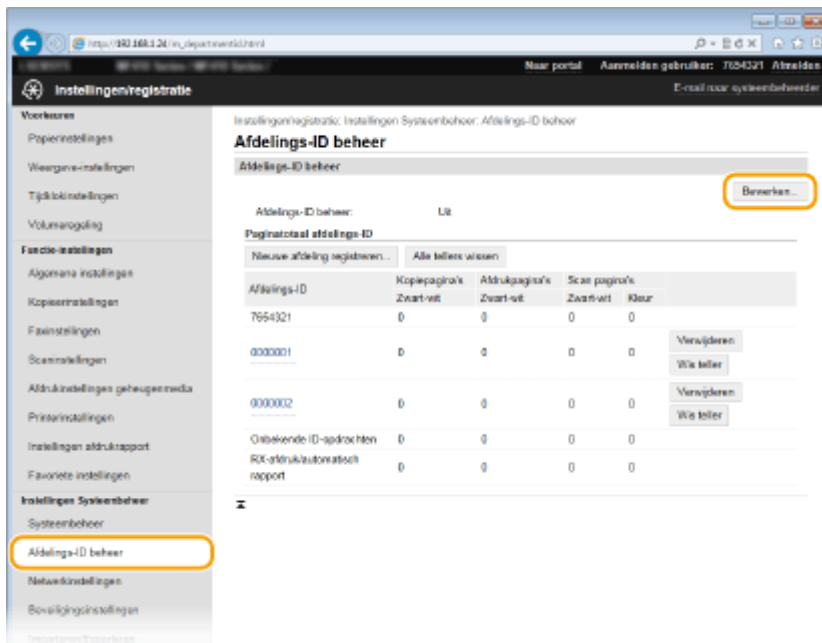 http://192.168.1.24/m_departmentid.html
Naar portal Aanmelden gebruiker: 7654321 Afmelden
Instellingen/registratie
E-mail naar systeembeheerder
Voorkeuren
Papierinstellingen
Weergave-instellingen
Tijdklokinstellingen
Volumeregeling
Functie-instellingen
Algemene instellingen
Kopieerinstellingen
Faxinstellingen
Scaninstellingen
Afdrukinstellingen geheugenmedia
Printerinstellingen
Instellingen afdrukrapport
Favoriete instellingen
Instellingen Systeembeheer
Systeembeheer
Afdelings-ID beheer
Netwerkinstellingen
Beveiligingsinstellingen
Importeren/Exporteren
Instellingen/registratie: Instellingen Systeembeheer: Afdelings-ID beheer
Afdelings-ID beheer
Afdelings-ID beheer
Bewerken...
Afdelings-ID beheer: Uit
Paginatotaal afdelings-ID
Nieuwe afdeling registreren... Alle tellers wissen
Afdelings-ID Kopiepagina's Afdrukpagina's Scan pagina's
Zwart-wit Zwart-wit Zwart-wit Kleur
7654321 0 0 0 0
0000001 0 0 0 0 Verwijderen
Wis teller
0000002 0 0 0 0 Verwijderen
Wis teller
Onbekende ID-opdrachten 0 0 0 0
RX-afdruk/automatisch rapport 0 0 0 0